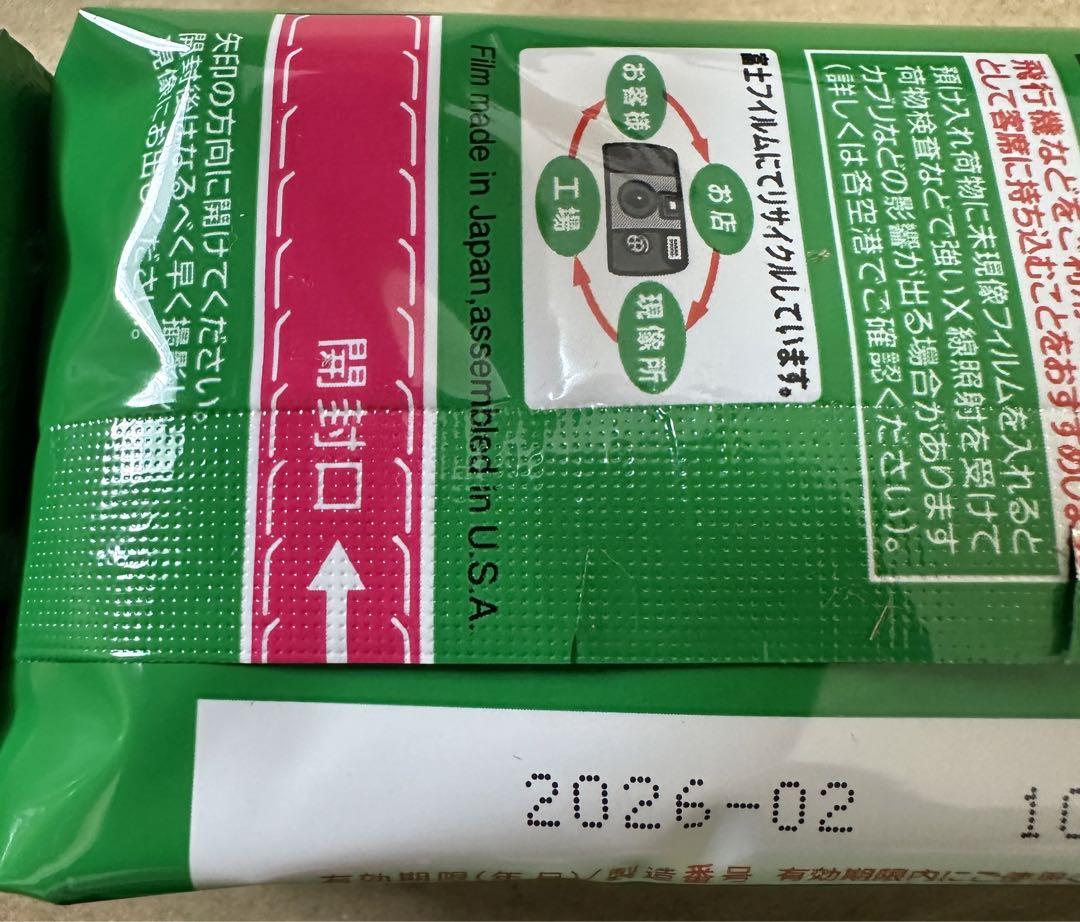 飛行機などをご利用
として客席に持ち込むことをおすすめし
預け入れ荷物に未現像フイルムを入れると
荷物検査などで強いX線照射を受けて
カブリなどの影響が出る場合があります
(詳しくは各空港でご確認ください)。
富士フイルムにてリサイクルしています。
お客様
お店
現像所
工場
Film made in Japan,assembled in U.S.A.
開封口
矢印の方向に開けてください。
開封後はなるべく早く撮影し
現像にお出し ださい。
2026-02
有効期限(年月)/製造番号 有効期限内に